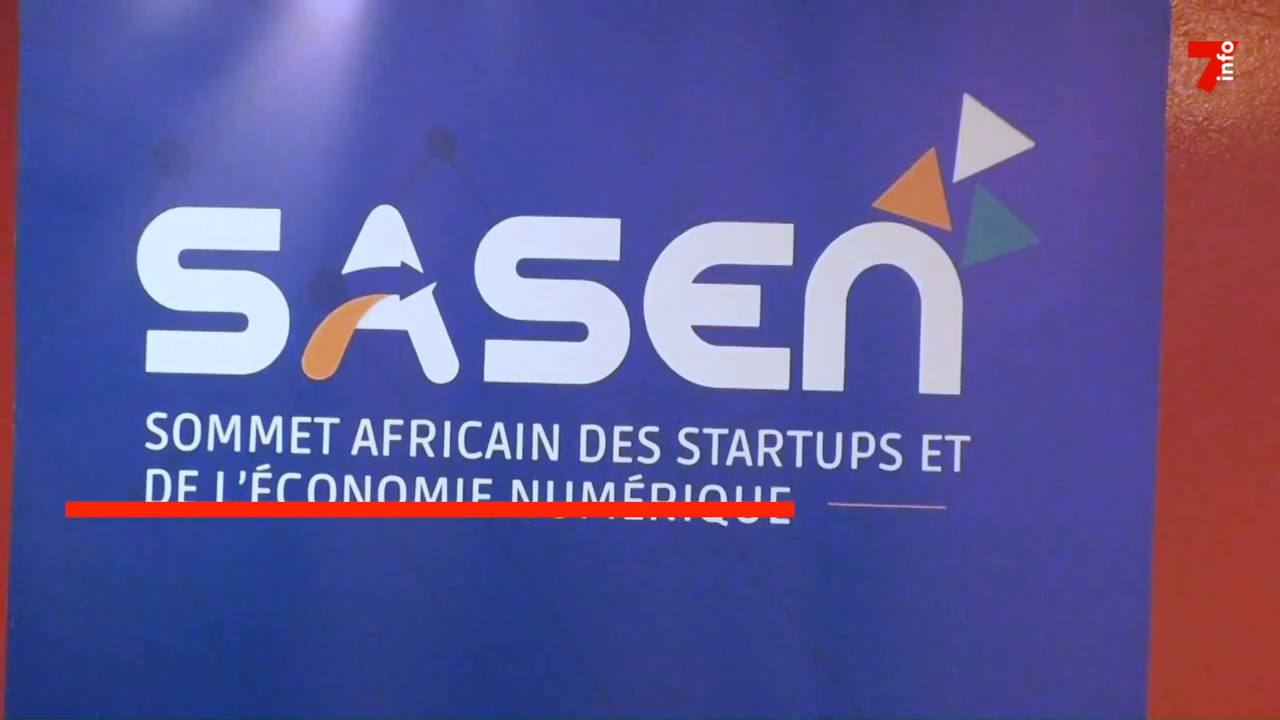 7info
SASEN
SOMMET AFRICAIN DES STARTUPS ET
DE L'ÉCONOMIE NUMÉRIQUE